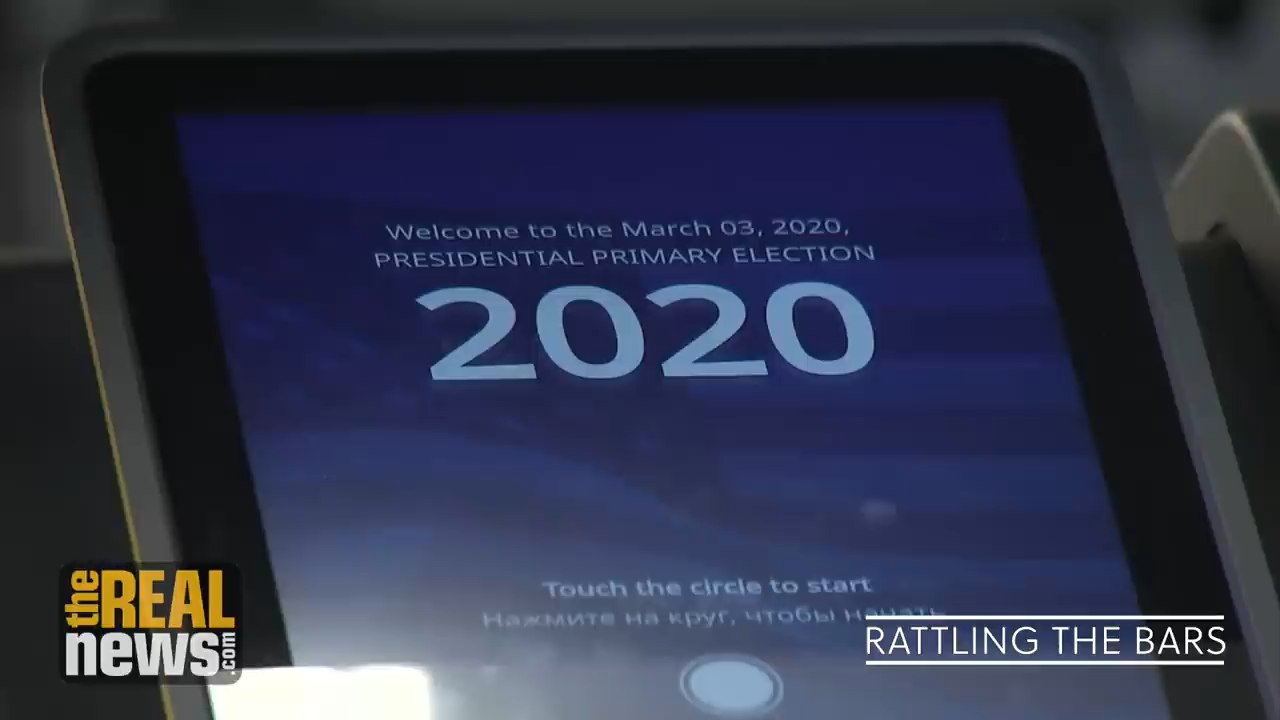 Welcome to the March 03, 2020,
PRESIDENTIAL PRIMARY ELECTION
2020
Touch the circle to start
Нажмите на круг, чтобы начать
the REAL
news.com
RATTLING THE BARS